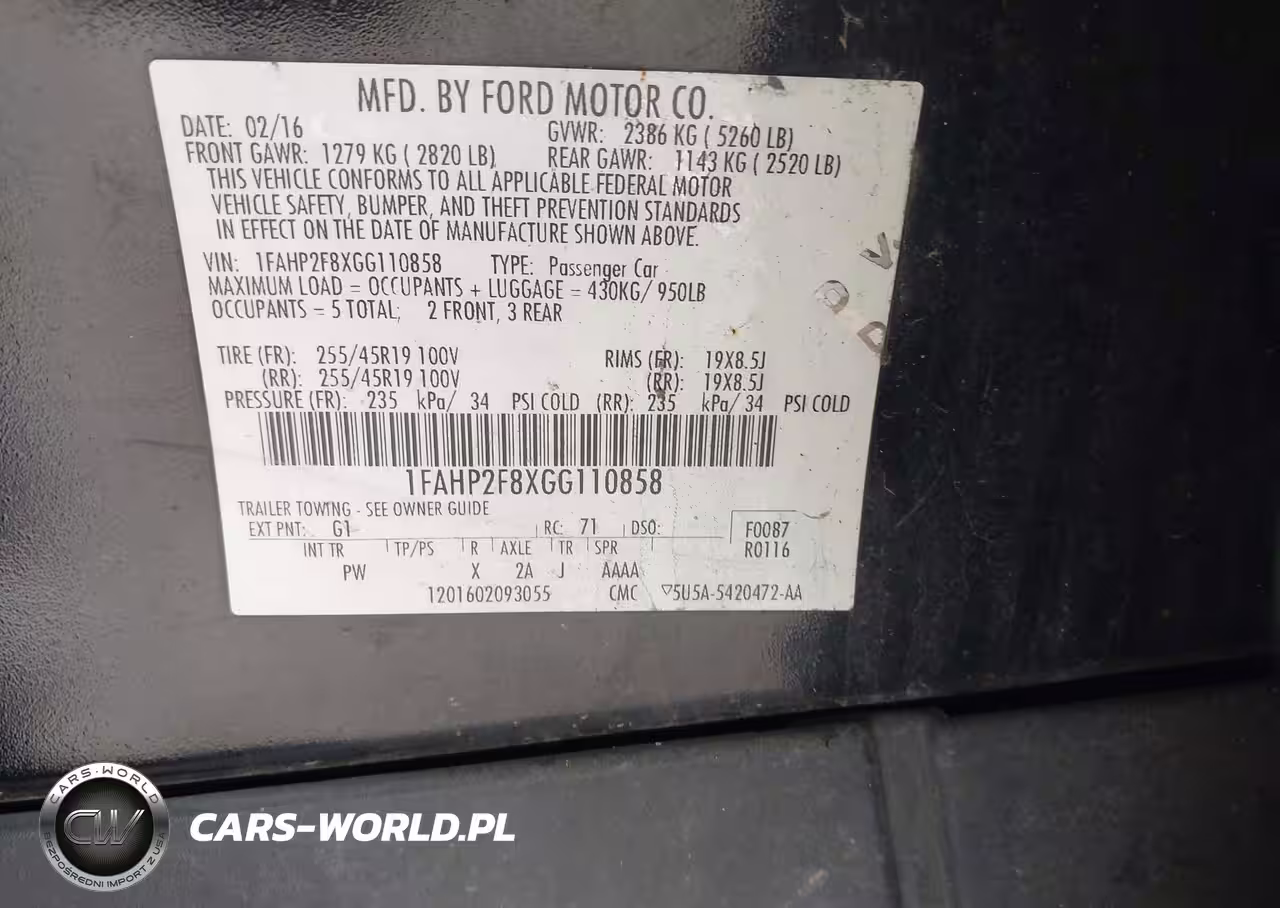 MFD. BY FORD MOTOR CO.
DATE: 02/16 GVWR: 2386 KG ( 5260 LB)
FRONT GAWR: 1279 KG ( 2820 LB) REAR GAWR: 1143 KG ( 2520 LB)
THIS VEHICLE CONFORMS TO ALL APPLICABLE FEDERAL MOTOR
VEHICLE SAFETY, BUMPER, AND THEFT PREVENTION STANDARDS
IN EFFECT ON THE DATE OF MANUFACTURE SHOWN ABOVE.
VIN: 1FAHP2F8XGG110858 TYPE: Passenger Car
MAXIMUM LOAD = OCCUPANTS + LUGGAGE = 430KG/ 950LB
OCCUPANTS = 5 TOTAL; 2 FRONT, 3 REAR
TIRE (FR): 255/45R19 100V RIMS (FR): 19X8.5J
(RR): 255/45R19 100V (RR): 19X8.5J
PRESSURE (FR): 235 kPa/ 34 PSI COLD (RR): 235 kPa/ 34 PSI COLD
1FAHP2F8XGG110858
TRAILER TOWING - SEE OWNER GUIDE
EXT PNT: G1 RC: 71 DSO: F0087
R0116
INT TR TP/PS R AXLE TR SPR
PW X 2A J AAAA
1201602093055 CMC ▽5U5A-5420472-AA
V
O
D
CARS-WORLD
CW
BEZPOŚREDNI IMPORT Z USA
CARS-WORLD.PL